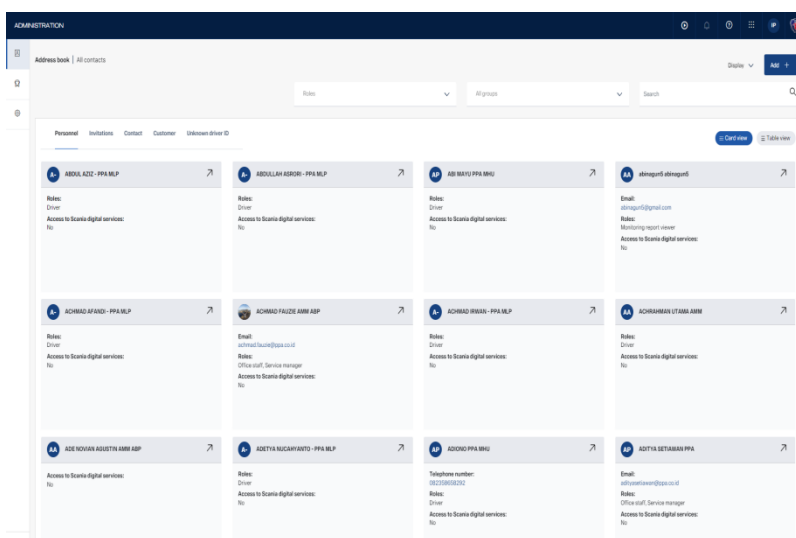 ADMINISTRATION
IP
Address book | All contacts
Display
Add +
Roles
All groups
Search
Personnel Invitations Contact Customer Unknown driver ID
Card view
Table view
A- ABDUL AZIZ - PPA MLP
Roles:
Driver
Access to Scania digital services:
No
A- ABDULLAH ASRORI - PPA MLP
Roles:
Driver
Access to Scania digital services:
No
AP ABI WAYU PPA MHU
Roles:
Driver
Access to Scania digital services:
No
AA abinagun5 abinagun5
Email:
abinagun5@gmail.com
Roles:
Monitoring report viewer
Access to Scania digital services:
No
A- ACHMAD AFANDI - PPA MLP
Roles:
Driver
Access to Scania digital services:
No
ACHMAD FAUZIE AMM ABP
Email:
achmad.fauzie@ppa.co.id
Roles:
Office staff, Service manager
Access to Scania digital services:
No
A- ACHMAD IRWAN - PPA MLP
Roles:
Driver
Access to Scania digital services:
No
AA ACHRAHMAN UTAMA AMM
Roles:
Driver
Access to Scania digital services:
No
AA ADE NOVIAN AGUSTIN AMM ABP
Access to Scania digital services:
No
A- ADETYA NUCAHYANTO - PPA MLP
Roles:
Driver
Access to Scania digital services:
No
AP ADIONO PPA MHU
Telephone number:
082358658292
Roles:
Driver
Access to Scania digital services:
No
AP ADITYA SETIAWAN PPA
Email:
adityasetiawan@ppa.co.id
Roles:
Office staff, Service manager
Access to Scania digital services:
No